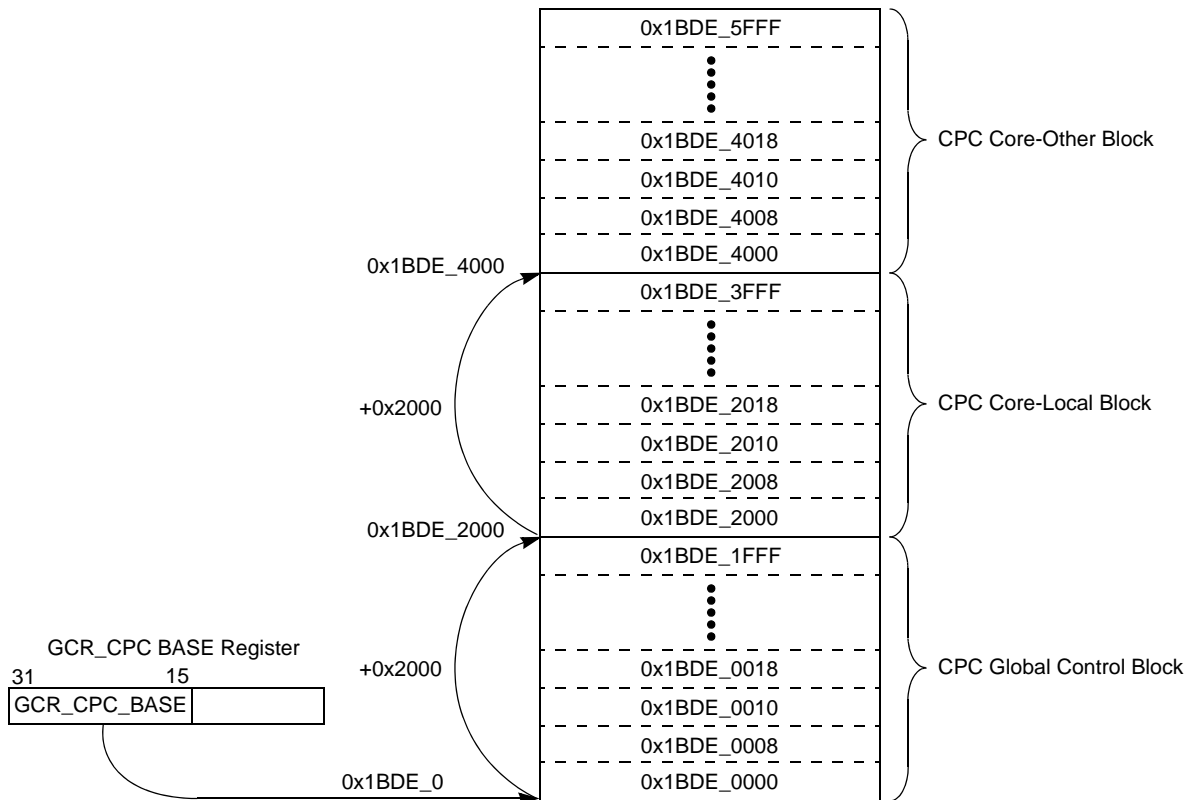 0x1BDE_5FFF
0x1BDE_4018
CPC Core-Other Block
0x1BDE_4010
0x1BDE_4008
0x1BDE_4000
0x1BDE_4000
0x1BDE_3FFF
+0x2000
0x1BDE_2018
CPC Core-Local Block
0x1BDE_2010
0x1BDE_2008
0x1BDE_2000
0x1BDE_2000
0x1BDE_1FFF
GCR_CPC BASE Register
31 15
GCR_CPC_BASE
+0x2000
0x1BDE_0018
CPC Global Control Block
0x1BDE_0010
0x1BDE_0008
0x1BDE_0
0x1BDE_0000